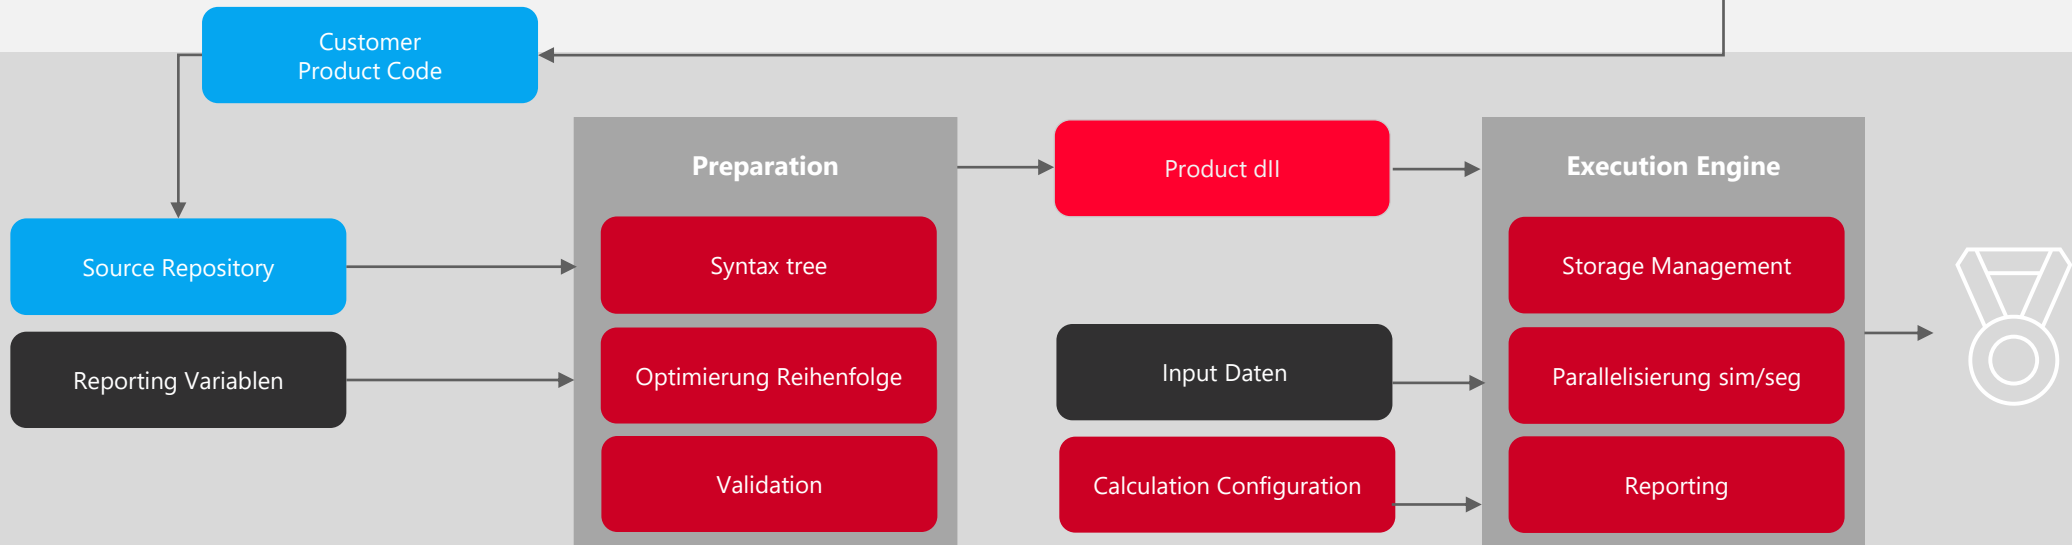 Customer
Product Code
Preparation
Product dll
Execution Engine
Source Repository
Syntax tree
Storage Management
Reporting Variablen
Optimierung Reihenfolge
Input Daten
Parallelisierung sim/seg
Validation
Calculation Configuration
Reporting